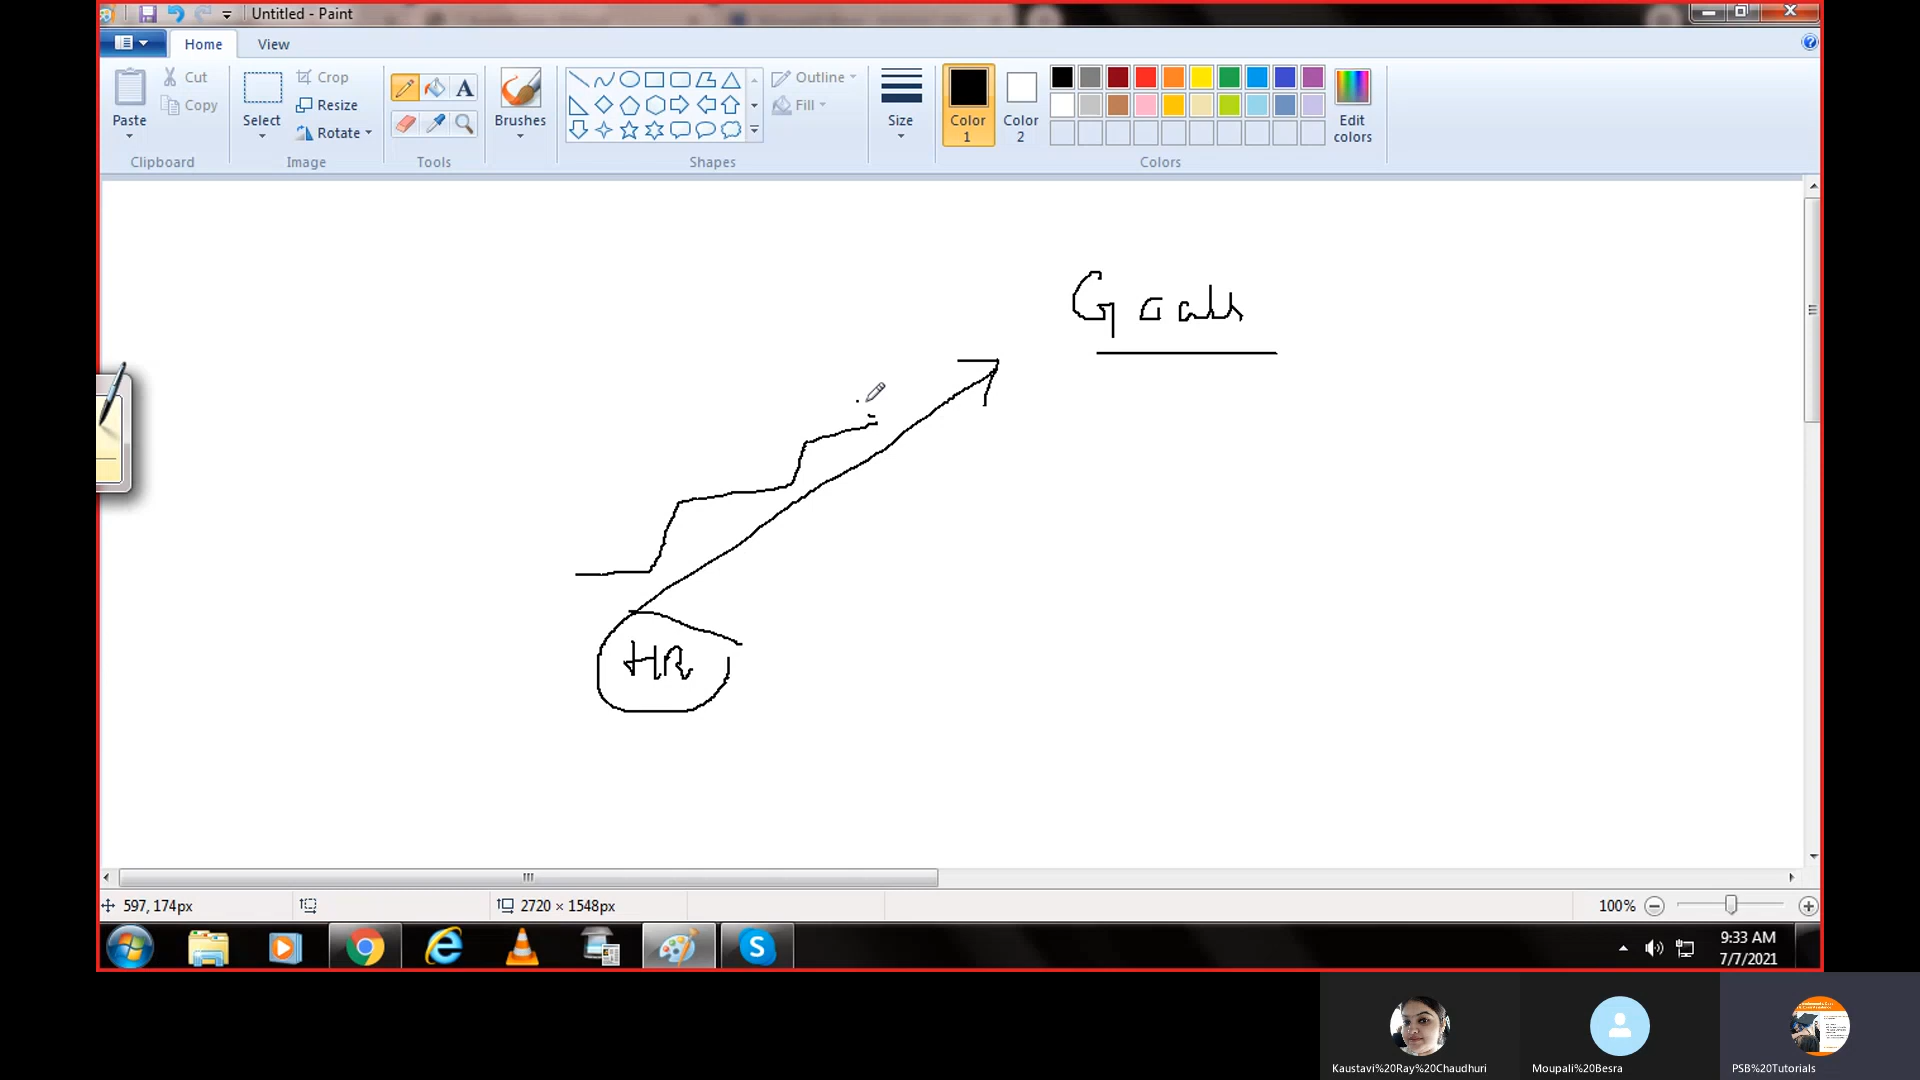 Untitled - Paint
Home View
Paste
Cut
Copy
Clipboard
Select
Crop
Resize
Rotate
Image
A
Tools
Brushes
Outline
Fill
Shapes
Size
Color 1
Color 2
Edit colors
Colors
Goals
HR
597, 174px
2720 × 1548px
100%
S
9:33 AM
7/7/2021
Kaustavi%20Ray%20Chaudhuri
Moupali%20Besra
PSB%20Tutorials